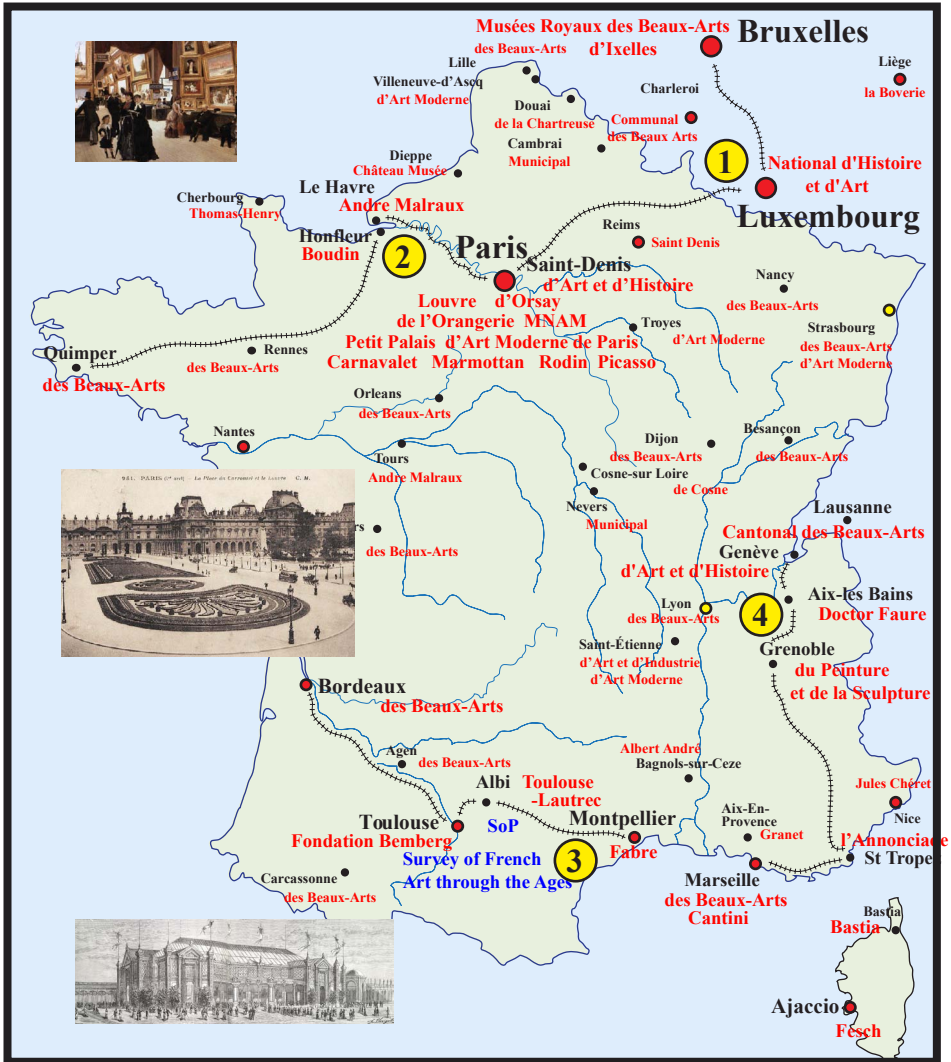 Musées Royaux des Beaux-Arts
d’Ixelles
Bruxelles
des Beaux-Arts
Lille
Villeneuve-d’Ascq
d’Art Moderne
Liège
la Boverie
Charleroi
Communal
des Beaux Arts
Douai
de la Chartreuse
Cambrai
Municipal
1
National d'Histoire
et d'Art
Luxembourg
Dieppe
Château Musée
Le Havre
Andre Malraux
Cherbourg
Thomas-Henry
Honfleur
Boudin
2
Paris
Reims
Saint Denis
Saint-Denis
d’Art et d’Histoire
Louvre d’Orsay
de l’Orangerie MNAM
Petit Palais d’Art Moderne de Paris
Carnavalet Marmottan Rodin Picasso
Nancy
des Beaux-Arts
Troyes
d’Art Moderne
Strasbourg
des Beaux-Arts
d’Art Moderne
Quimper
des Beaux-Arts
Rennes
des Beaux-Arts
Orleans
des Beaux-Arts
Nantes
Tours
Andre Malraux
Dijon
des Beaux-Arts
Besançon
des Beaux-Arts
Cosne-sur Loire
de Cosne
Nevers
Municipal
PARIS
La Place du Carrousel et le Louvre
C. M.
rs
des Beaux-Arts
Lausanne
Cantonal des Beaux-Arts
Genève
d'Art et d'Histoire
Lyon
des Beaux-Arts
4
Aix-les Bains
Doctor Faure
Saint-Étienne
d’Art et d’Industrie
d’Art Moderne
Grenoble
du Peinture
et de la Sculpture
Bordeaux
des Beaux-Arts
Agen
des Beaux-Arts
Albert André
Bagnols-sur-Ceze
Albi
Toulouse
-Lautrec
SoP
Toulouse
Fondation Bemberg
Montpellier
Fabre
3
Survey of French
Art through the Ages
Aix-En-
Provence
Granet
Jules Chéret
Nice
l’Annonciade
St Tropez
Carcassonne
des Beaux-Arts
Marseille
des Beaux-Arts
Cantini
Bastia
Bastia
Ajaccio
Fesch